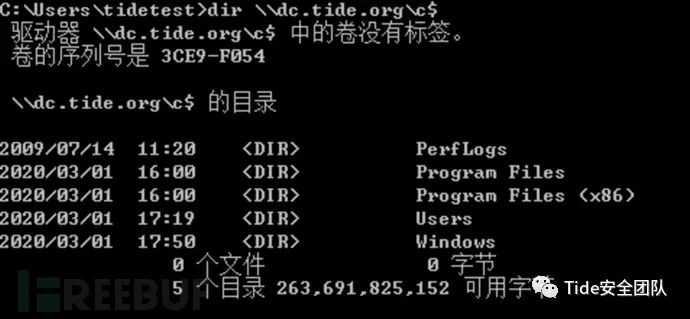 C:\Users\tidetest>dir \\dc.tide.org\c$
驱动器 \\dc.tide.org\c$ 中的卷没有标签。
卷的序列号是 3CE9-F054
\\dc.tide.org\c$ 的目录
2009/07/14  11:20    <DIR>          PerfLogs
2020/03/01  16:00    <DIR>          Program Files
2020/03/01  16:00    <DIR>          Program Files (x86)
2020/03/01  17:19    <DIR>          Users
2020/03/01  17:50    <DIR>          Windows
0 个文件              0 字节
5 个目录 263,691,825,152 可用字节
FREEBUF
Tide安全团队